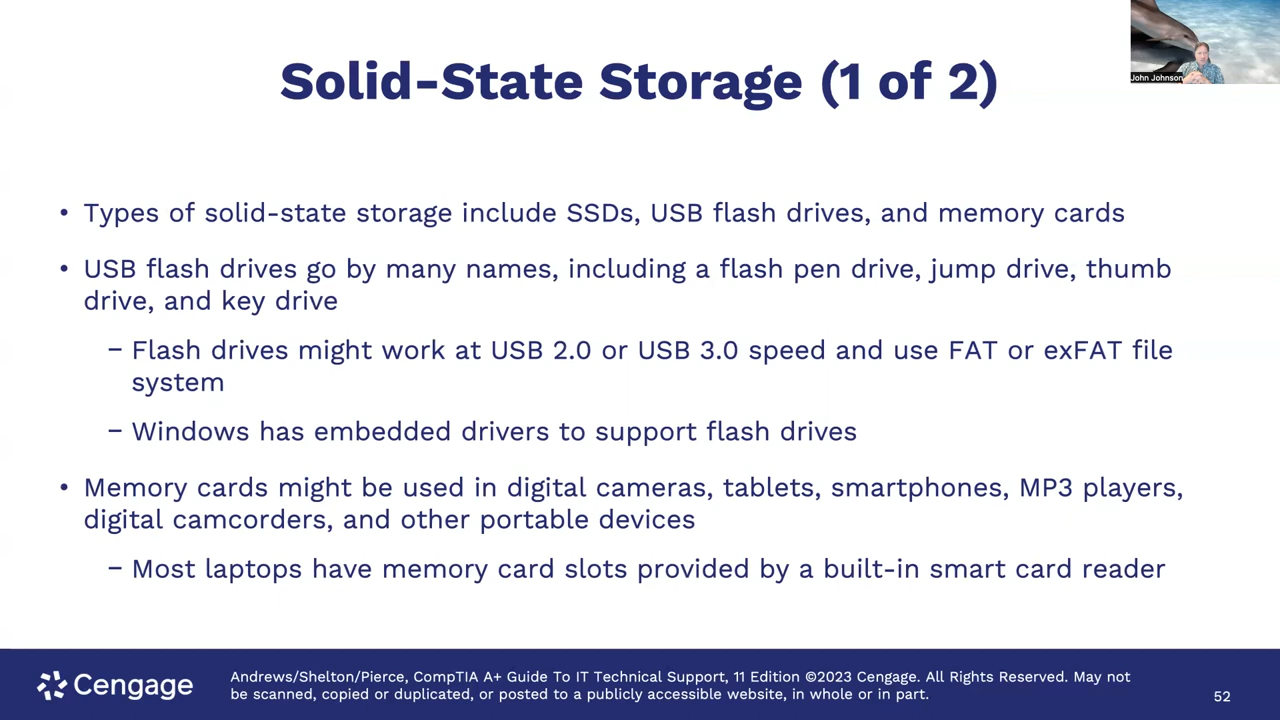 John Johnson
Solid-State Storage (1 of 2)
• Types of solid-state storage include SSDs, USB flash drives, and memory cards
• USB flash drives go by many names, including a flash pen drive, jump drive, thumb
drive, and key drive
– Flash drives might work at USB 2.0 or USB 3.0 speed and use FAT or exFAT file
system
– Windows has embedded drivers to support flash drives
• Memory cards might be used in digital cameras, tablets, smartphones, MP3 players,
digital camcorders, and other portable devices
– Most laptops have memory card slots provided by a built-in smart card reader
Cengage
Andrews/Shelton/Pierce, CompTIA A+ Guide To IT Technical Support, 11 Edition ©2023 Cengage. All Rights Reserved. May not
be scanned, copied or duplicated, or posted to a publicly accessible website, in whole or in part.
52